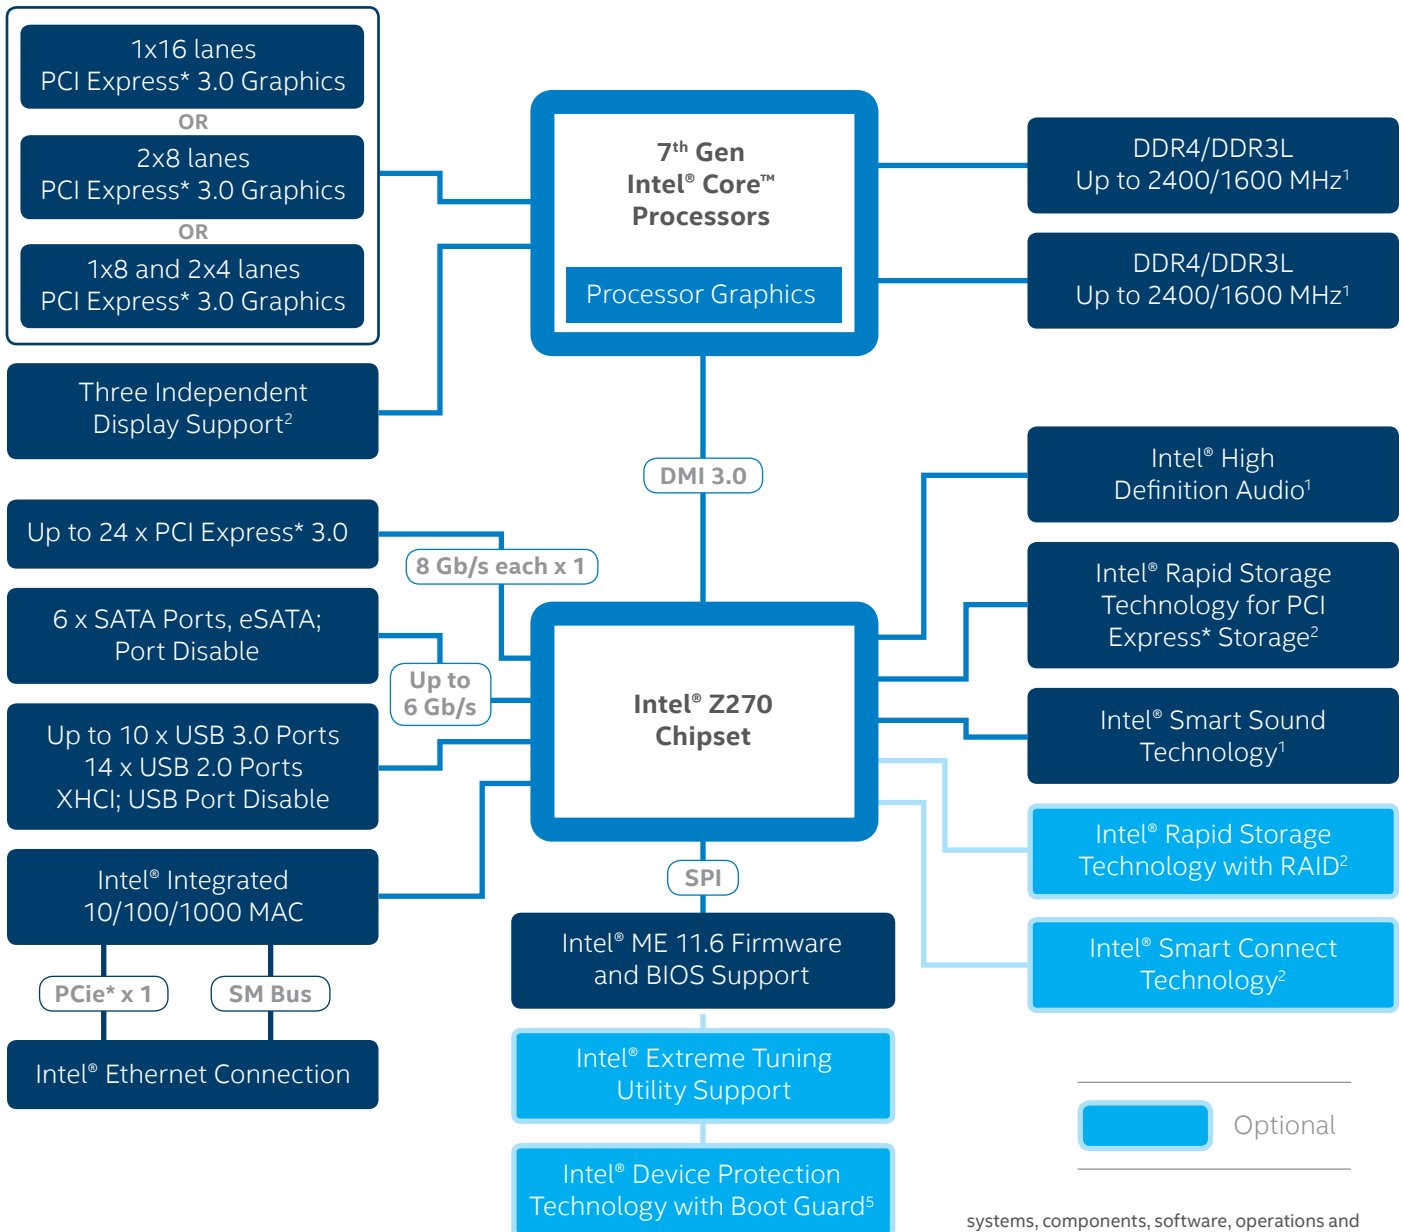 1x16 lanes
PCI Express* 3.0 Graphics
OR
2x8 lanes
PCI Express* 3.0 Graphics
OR
1x8 and 2x4 lanes
PCI Express* 3.0 Graphics
Three Independent
Display Support²
7th Gen
Intel® Core™
Processors
Processor Graphics
DDR4/DDR3L
Up to 2400/1600 MHz¹
DDR4/DDR3L
Up to 2400/1600 MHz¹
DMI 3.0
Up to 24 x PCI Express* 3.0
8 Gb/s each x 1
6 x SATA Ports, eSATA;
Port Disable
Up to
6 Gb/s
Up to 10 x USB 3.0 Ports
14 x USB 2.0 Ports
XHCI; USB Port Disable
Intel® Integrated
10/100/1000 MAC
PCie* x 1
SM Bus
Intel® Ethernet Connection
Intel® Z270
Chipset
SPI
Intel® ME 11.6 Firmware
and BIOS Support
Intel® Extreme Tuning
Utility Support
Intel® Device Protection
Technology with Boot Guard⁵
Intel® High
Definition Audio¹
Intel® Rapid Storage
Technology for PCI
Express* Storage²
Intel® Smart Sound
Technology¹
Intel® Rapid Storage
Technology with RAID²
Intel® Smart Connect
Technology²
Optional
systems, components, software, operations and